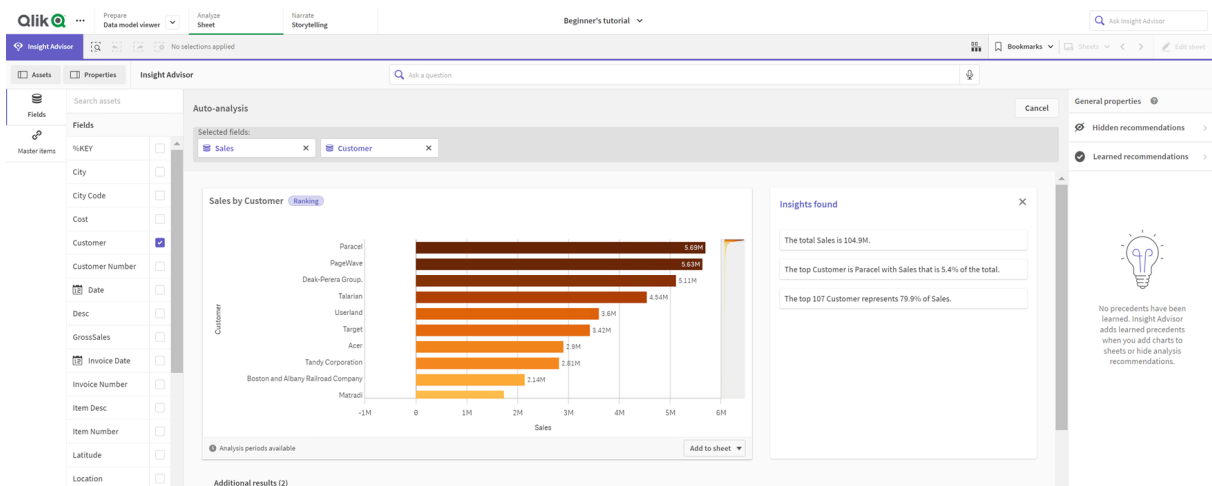 Qlik
Prepare
Data model viewer
Analyze
Sheet
Narrate
Storytelling
Beginner's tutorial
Ask Insight Advisor
Insight Advisor
No selections applied
Bookmarks
Sheets
Edit sheet
Assets
Properties
Insight Advisor
Ask a question
Fields
Master items
Search assets
Fields
%KEY
City
City Code
Cost
Customer
Customer Number
Date
Desc
GrossSales
Invoice Date
Invoice Number
Item Desc
Item Number
Latitude
Location
Auto-analysis
Cancel
Selected fields:
Sales
Customer
Sales by Customer
Ranking
Customer
Paracel
5.69M
PageWave
5.63M
Deak-Perera Group.
5.11M
Talarian
4.54M
Userland
3.6M
Target
3.42M
Acer
2.9M
Tandy Corporation
2.81M
Boston and Albany Railroad Company
2.14M
Matradi
-1M 0 1M 2M 3M 4M 5M 6M
Sales
Analysis periods available
Add to sheet
Additional results (2)
Insights found
The total Sales is 104.9M.
The top Customer is Paracel with Sales that is 5.4% of the total.
The top 107 Customer represents 79.9% of Sales.
General properties
Hidden recommendations
Learned recommendations
No precedents have been
learned. Insight Advisor
adds learned precedents
when you add charts to
sheets or hide analysis
recommendations.